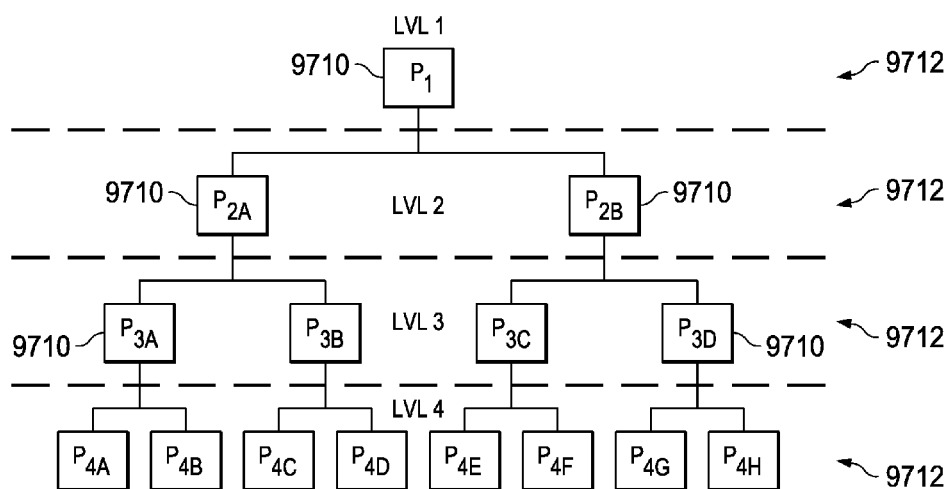 LVL 1
9710 P1 9712
9710 P2A LVL 2 P2B 9710 9712
9710 P3A P3B LVL 3 P3C P3D 9710 9712
LVL 4
P4A P4B P4C P4D P4E P4F P4G P4H 9712